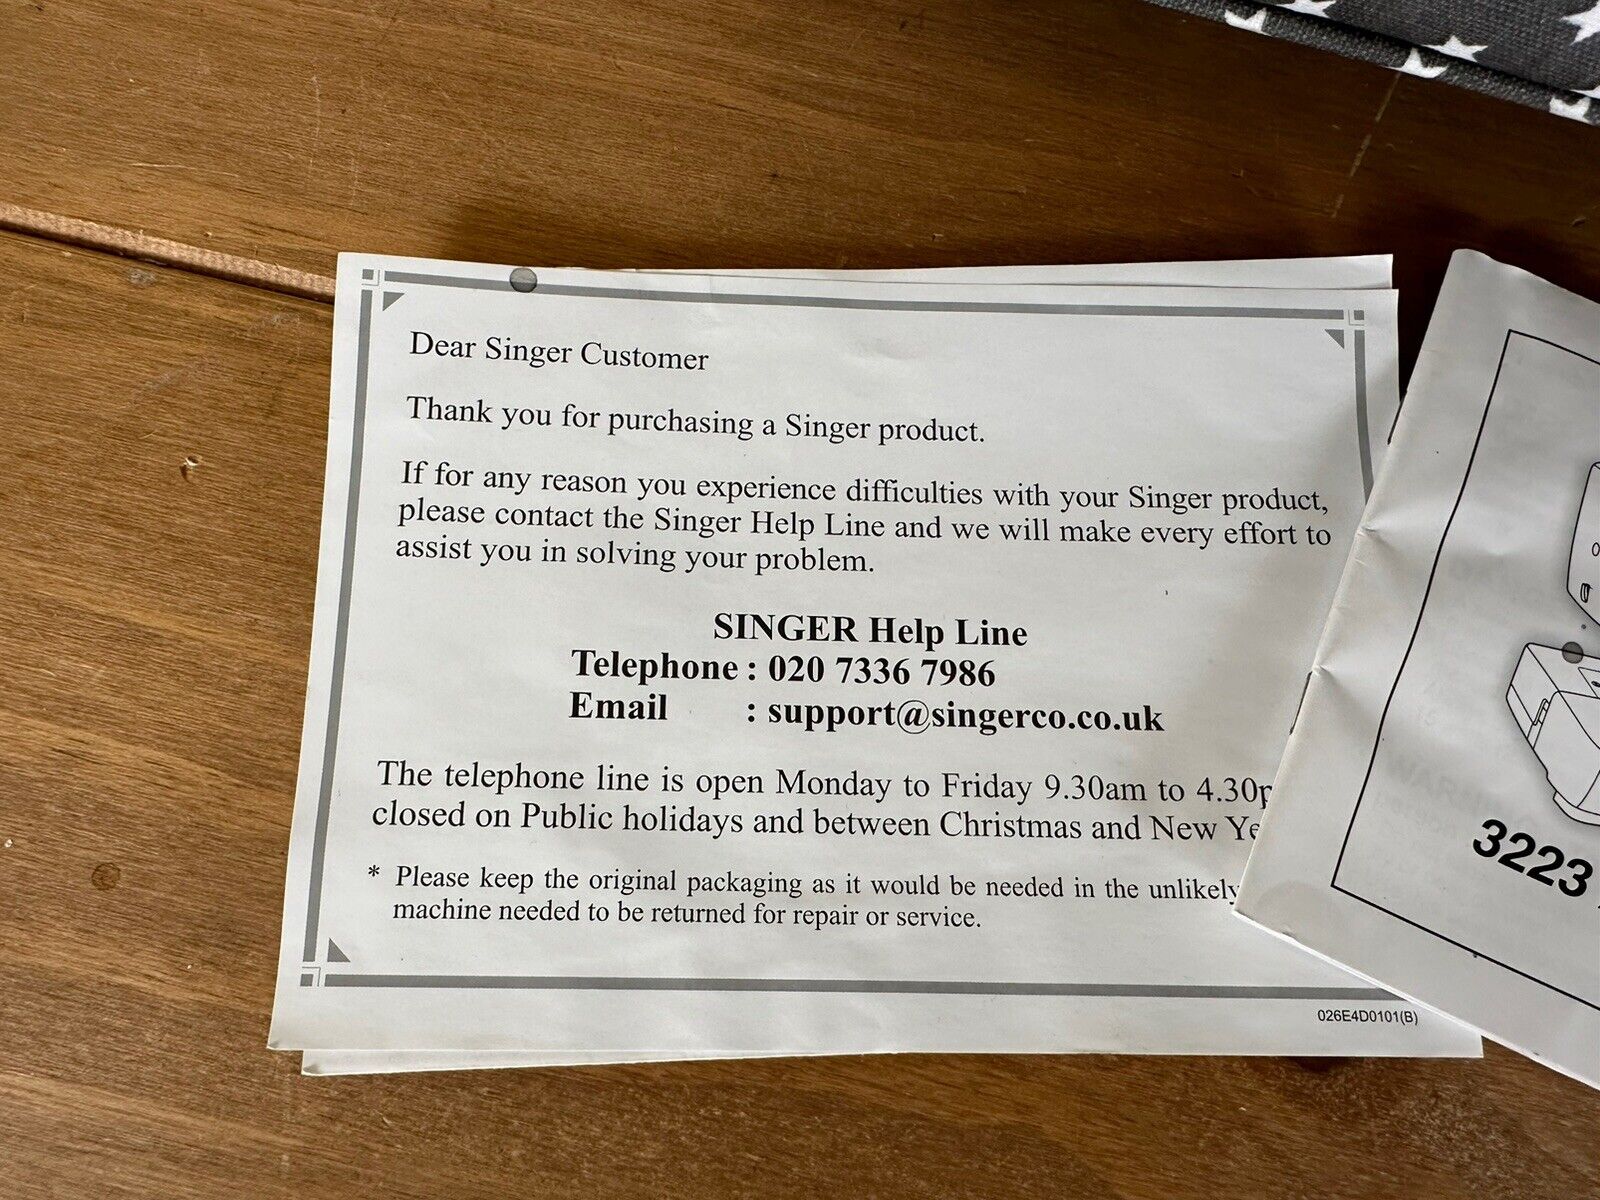 Dear Singer Customer
Thank you for purchasing a Singer product.
If for any reason you experience difficulties with your Singer product,
please contact the Singer Help Line and we will make every effort to
assist you in solving your problem.
SINGER Help Line
Telephone : 020 7336 7986
Email : support@singerco.co.uk
The telephone line is open Monday to Friday 9.30am to 4.30p
closed on Public holidays and between Christmas and New Ye
* Please keep the original packaging as it would be needed in the unlikely
machine needed to be returned for repair or service.
026E4D0101(B)
3223